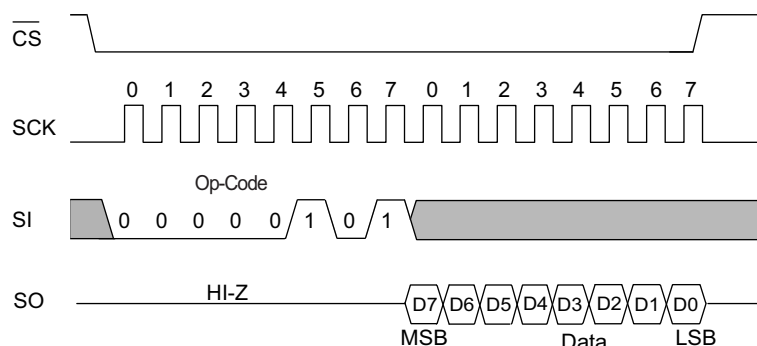 CS
0 1 2 3 4 5 6 7 0 1 2 3 4 5 6 7
SCK
Op-Code
SI 0 0 0 0 0 1 0 1
HI-Z
SO D7 D6 D5 D4 D3 D2 D1 D0
MSB Data LSB